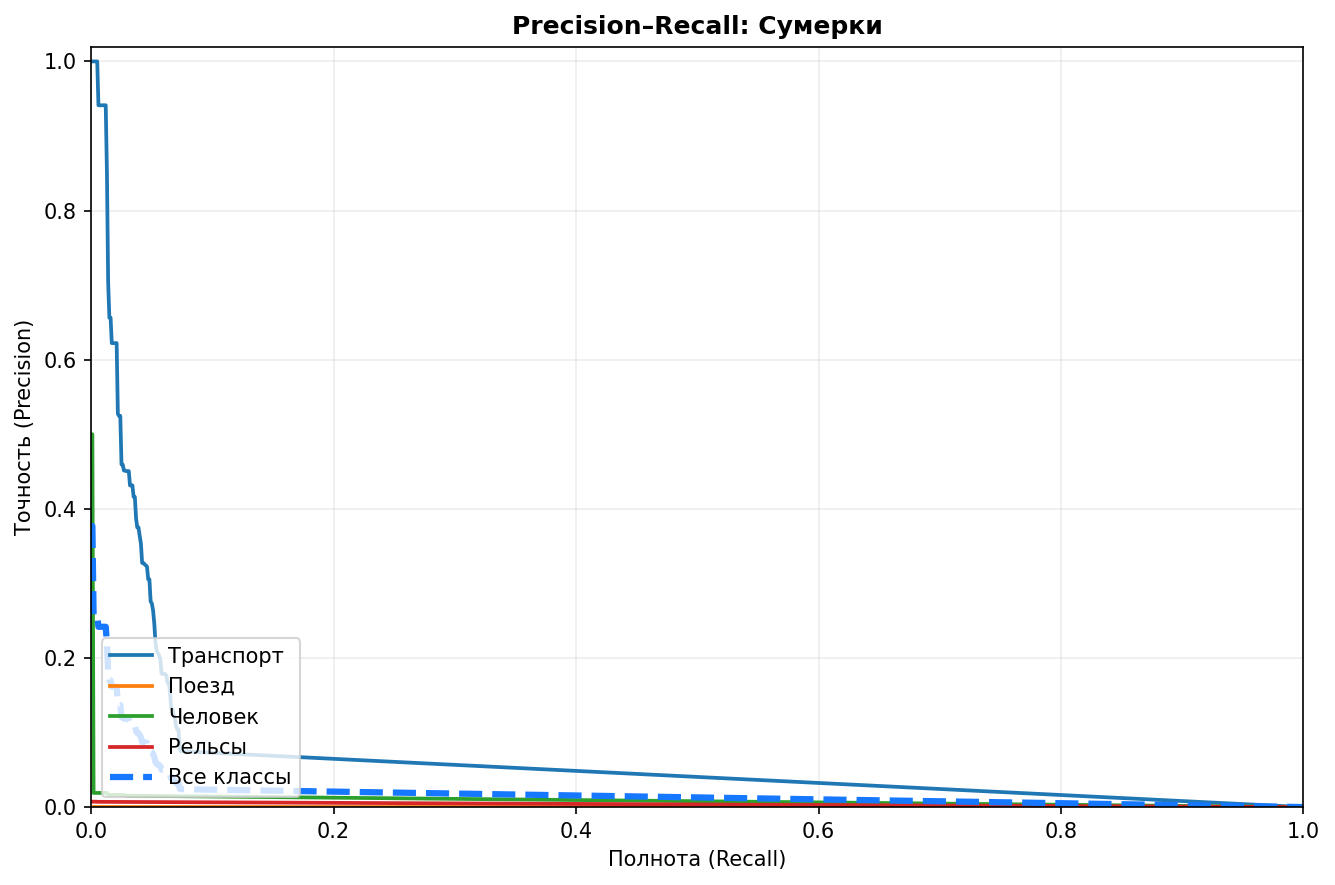 Precision–Recall: Сумерки
Точность (Precision)
1.0
0.8
0.6
0.4
0.2
0.0
Транспорт
Поезд
Человек
Рельсы
Все классы
0.0 0.2 0.4 0.6 0.8 1.0
Полнота (Recall)